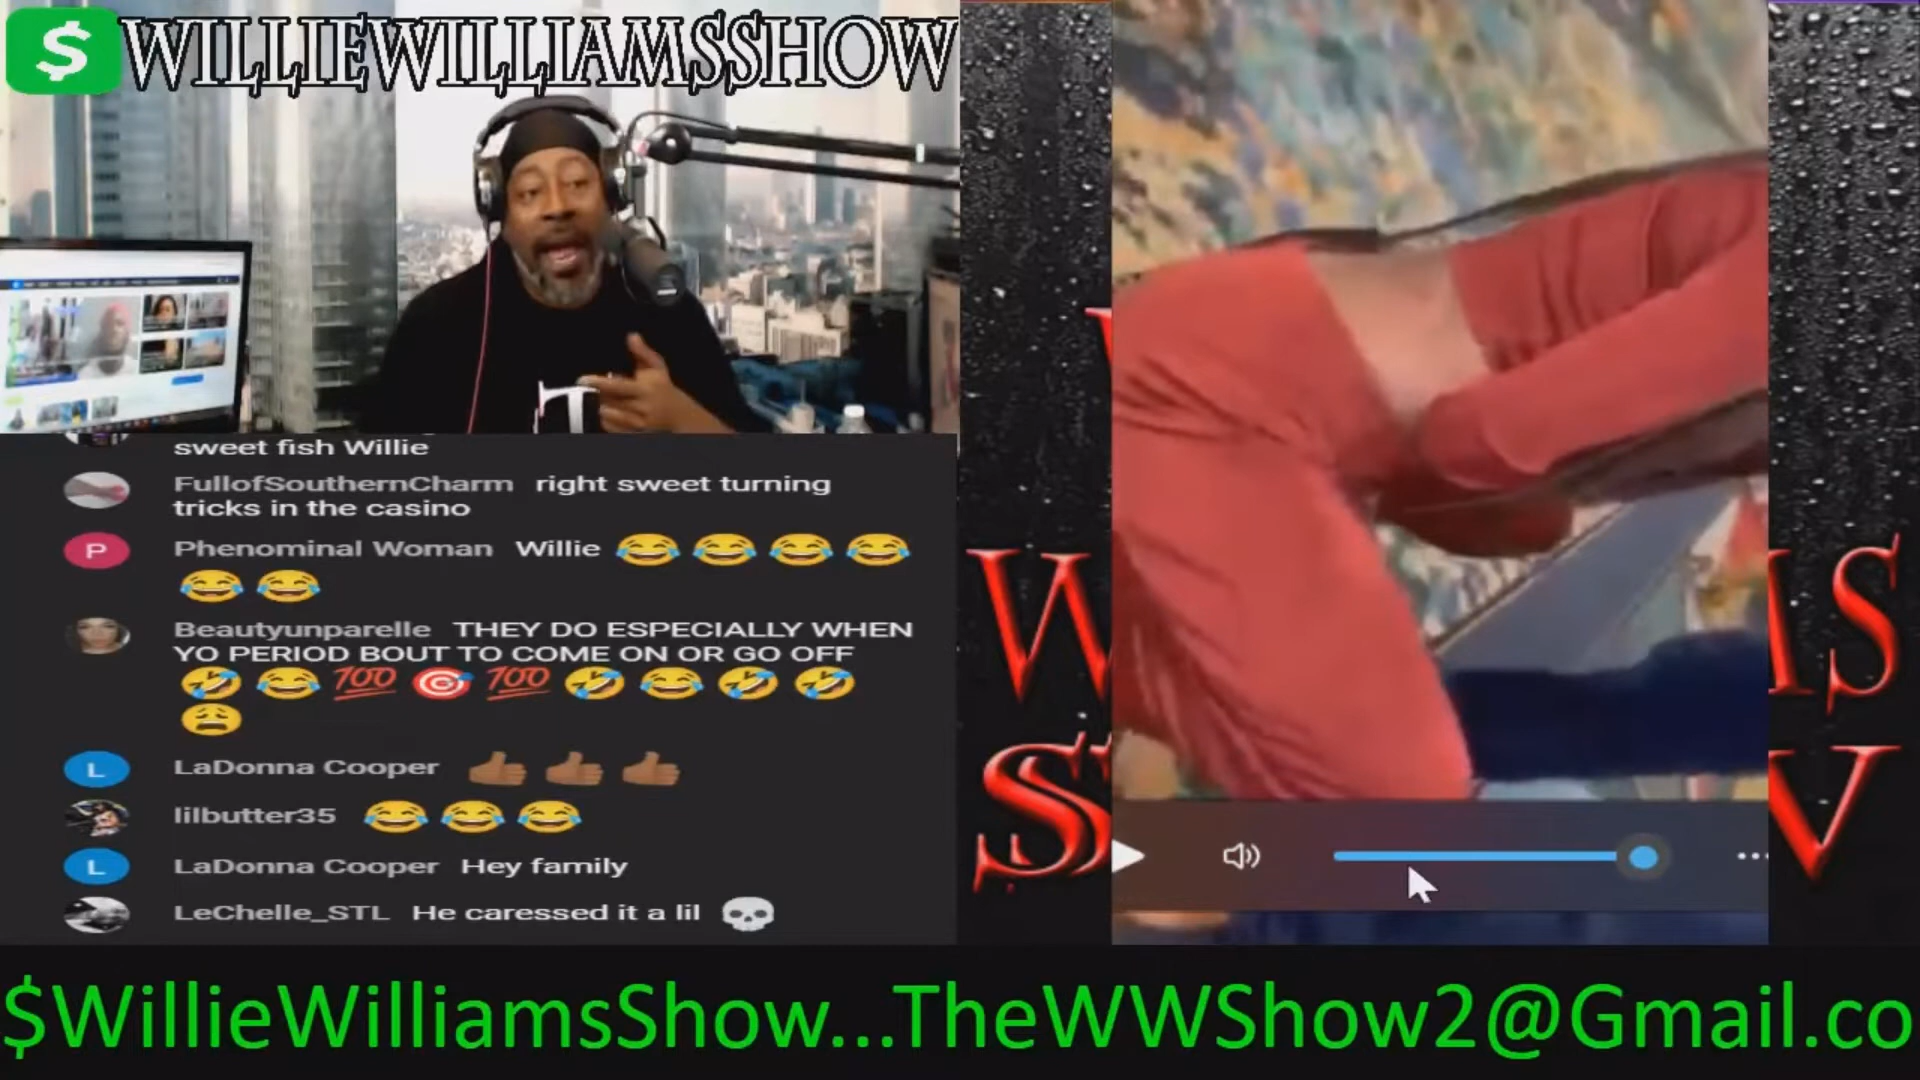 $ WILLIEWILLIAMSSHOW
T
sweet fish Willie
FullofSouthernCharm right sweet turning
tricks in the casino
P Phenominal Woman Willie 😂 😂 😂 😂
😂 😂
Beautyunparelle THEY DO ESPECIALLY WHEN
YO PERIOD BOUT TO COME ON OR GO OFF
🤣 😂 💯 🎯 💯 🤣 😂 🤣 🤣
😩
L LaDonna Cooper 👍🏾 👍🏾 👍🏾
lilbutter35 😂 😂 😂
L LaDonna Cooper Hey family
LeChelle_STL He caressed it a lil 💀
$WillieWilliamsShow...TheWWShow2@Gmail.co